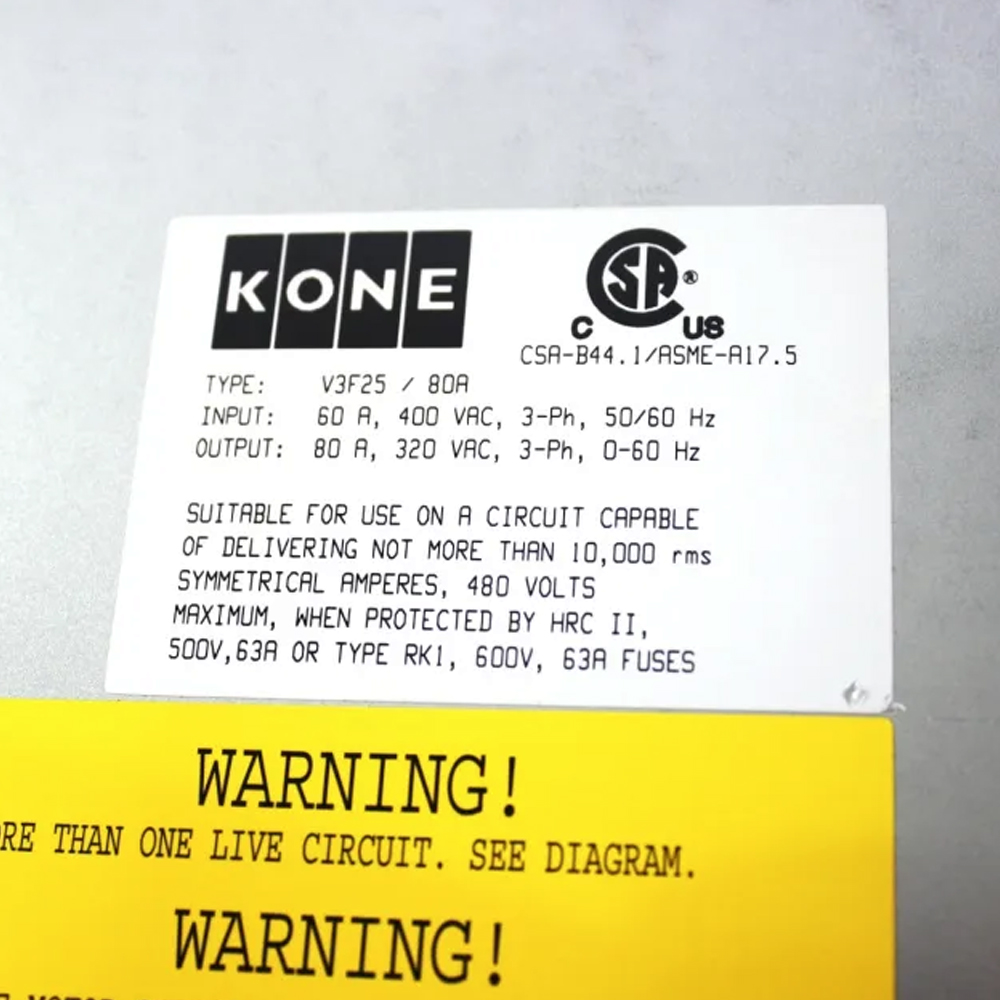 KONE
CSA®
C US
CSA-B44.1/ASME-A17.5
TYPE: V3F25 / 80A
INPUT: 60 A, 400 VAC, 3-Ph, 50/60 Hz
OUTPUT: 80 A, 320 VAC, 3-Ph, 0-60 Hz
SUITABLE FOR USE ON A CIRCUIT CAPABLE
OF DELIVERING NOT MORE THAN 10,000 rms
SYMMETRICAL AMPERES, 480 VOLTS
MAXIMUM, WHEN PROTECTED BY HRC II,
500V,63A OR TYPE RK1, 600V, 63A FUSES
WARNING!
THAN ONE LIVE CIRCUIT. SEE DIAGRAM.
WARNING!